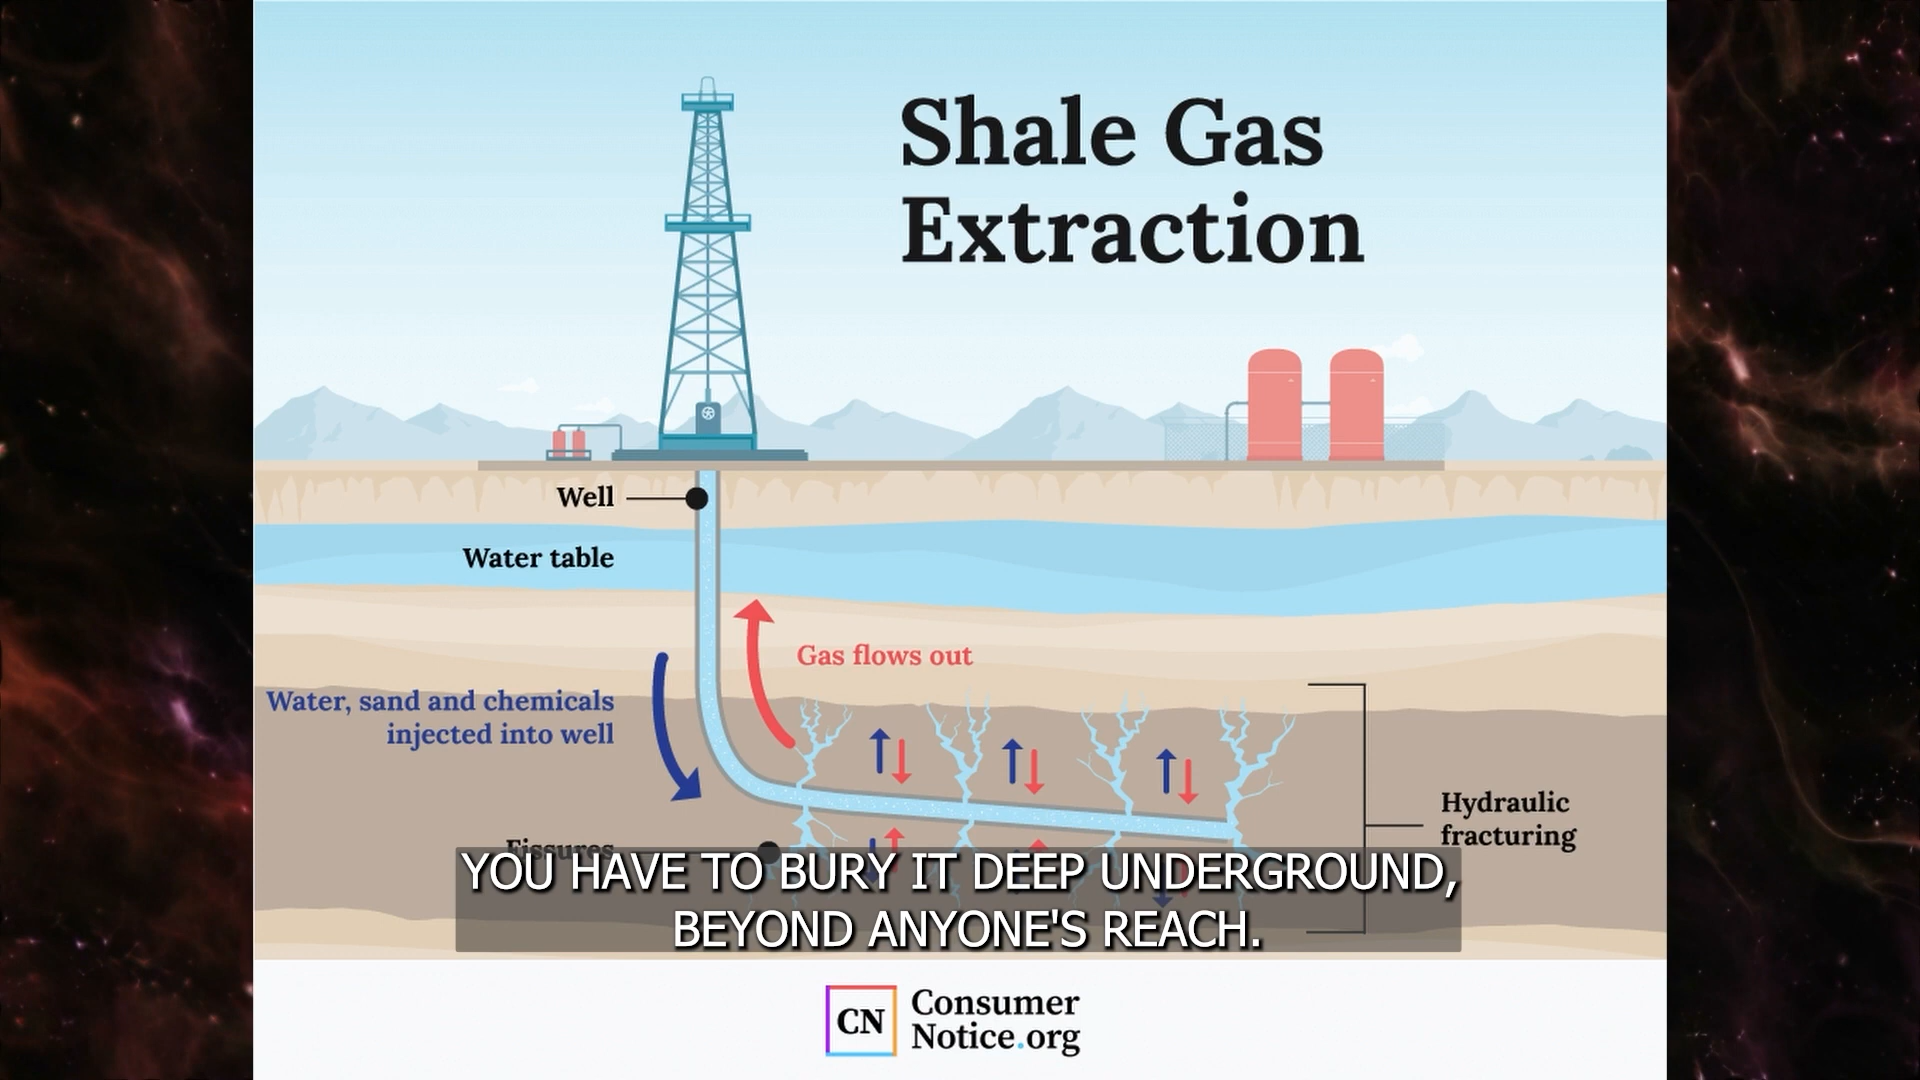 Shale Gas
Extraction
Well
Water table
Gas flows out
Water, sand and chemicals
injected into well
Hydraulic
fracturing
Fissures
YOU HAVE TO BURY IT DEEP UNDERGROUND,
BEYOND ANYONE'S REACH.
CN
Consumer
Notice.org